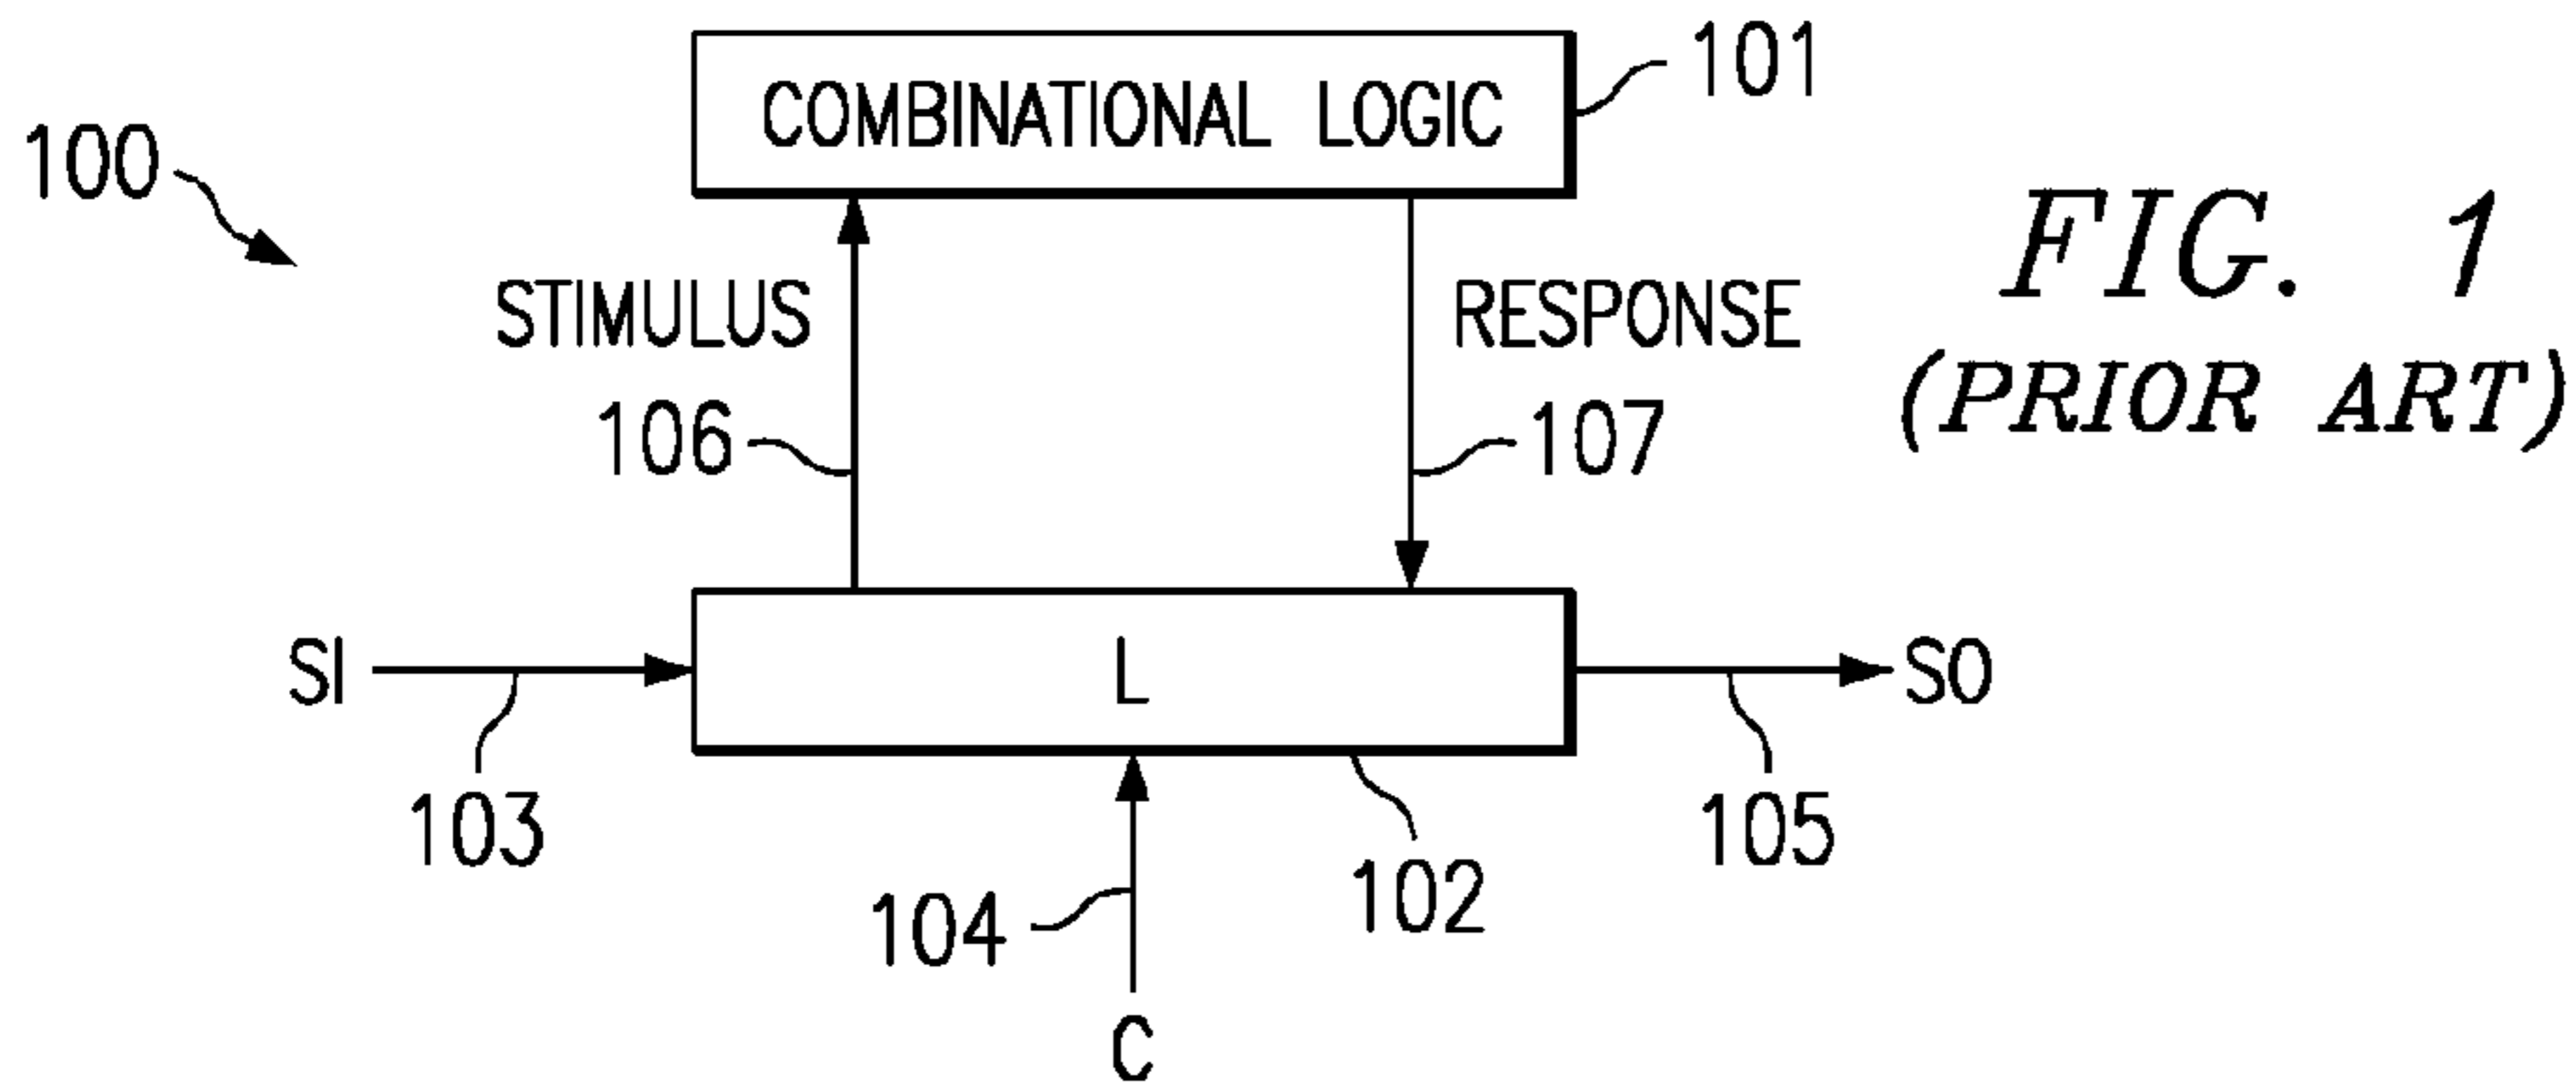 COMBINATIONAL LOGIC
101
100
FIG. 1
(PRIOR ART)
STIMULUS
RESPONSE
106
107
SI
L
SO
103
105
104
102
C